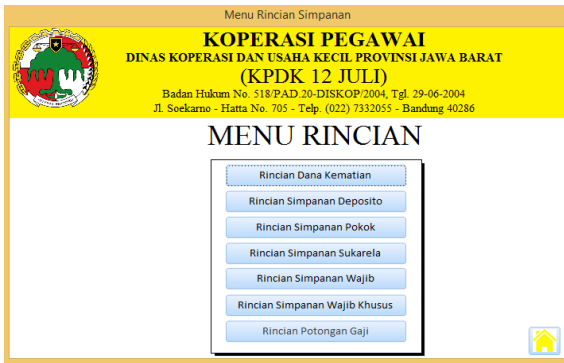 Menu Rincian Simpanan
KOPERASI PEGAWAI
DINAS KOPERASI DAN USAHA KECIL PROVINSI JAWA BARAT
(KPDK 12 JULI)
Badan Hukum No. 518/PAD.20-DISKOP/2004, Tgl. 29-06-2004
Jl. Soekarno - Hatta No. 705 - Telp. (022) 7332055 - Bandung 40286
MENU RINCIAN
Rincian Dana Kematian
Rincian Simpanan Deposito
Rincian Simpanan Pokok
Rincian Simpanan Sukarela
Rincian Simpanan Wajib
Rincian Simpanan Wajib Khusus
Rincian Potongan Gaji